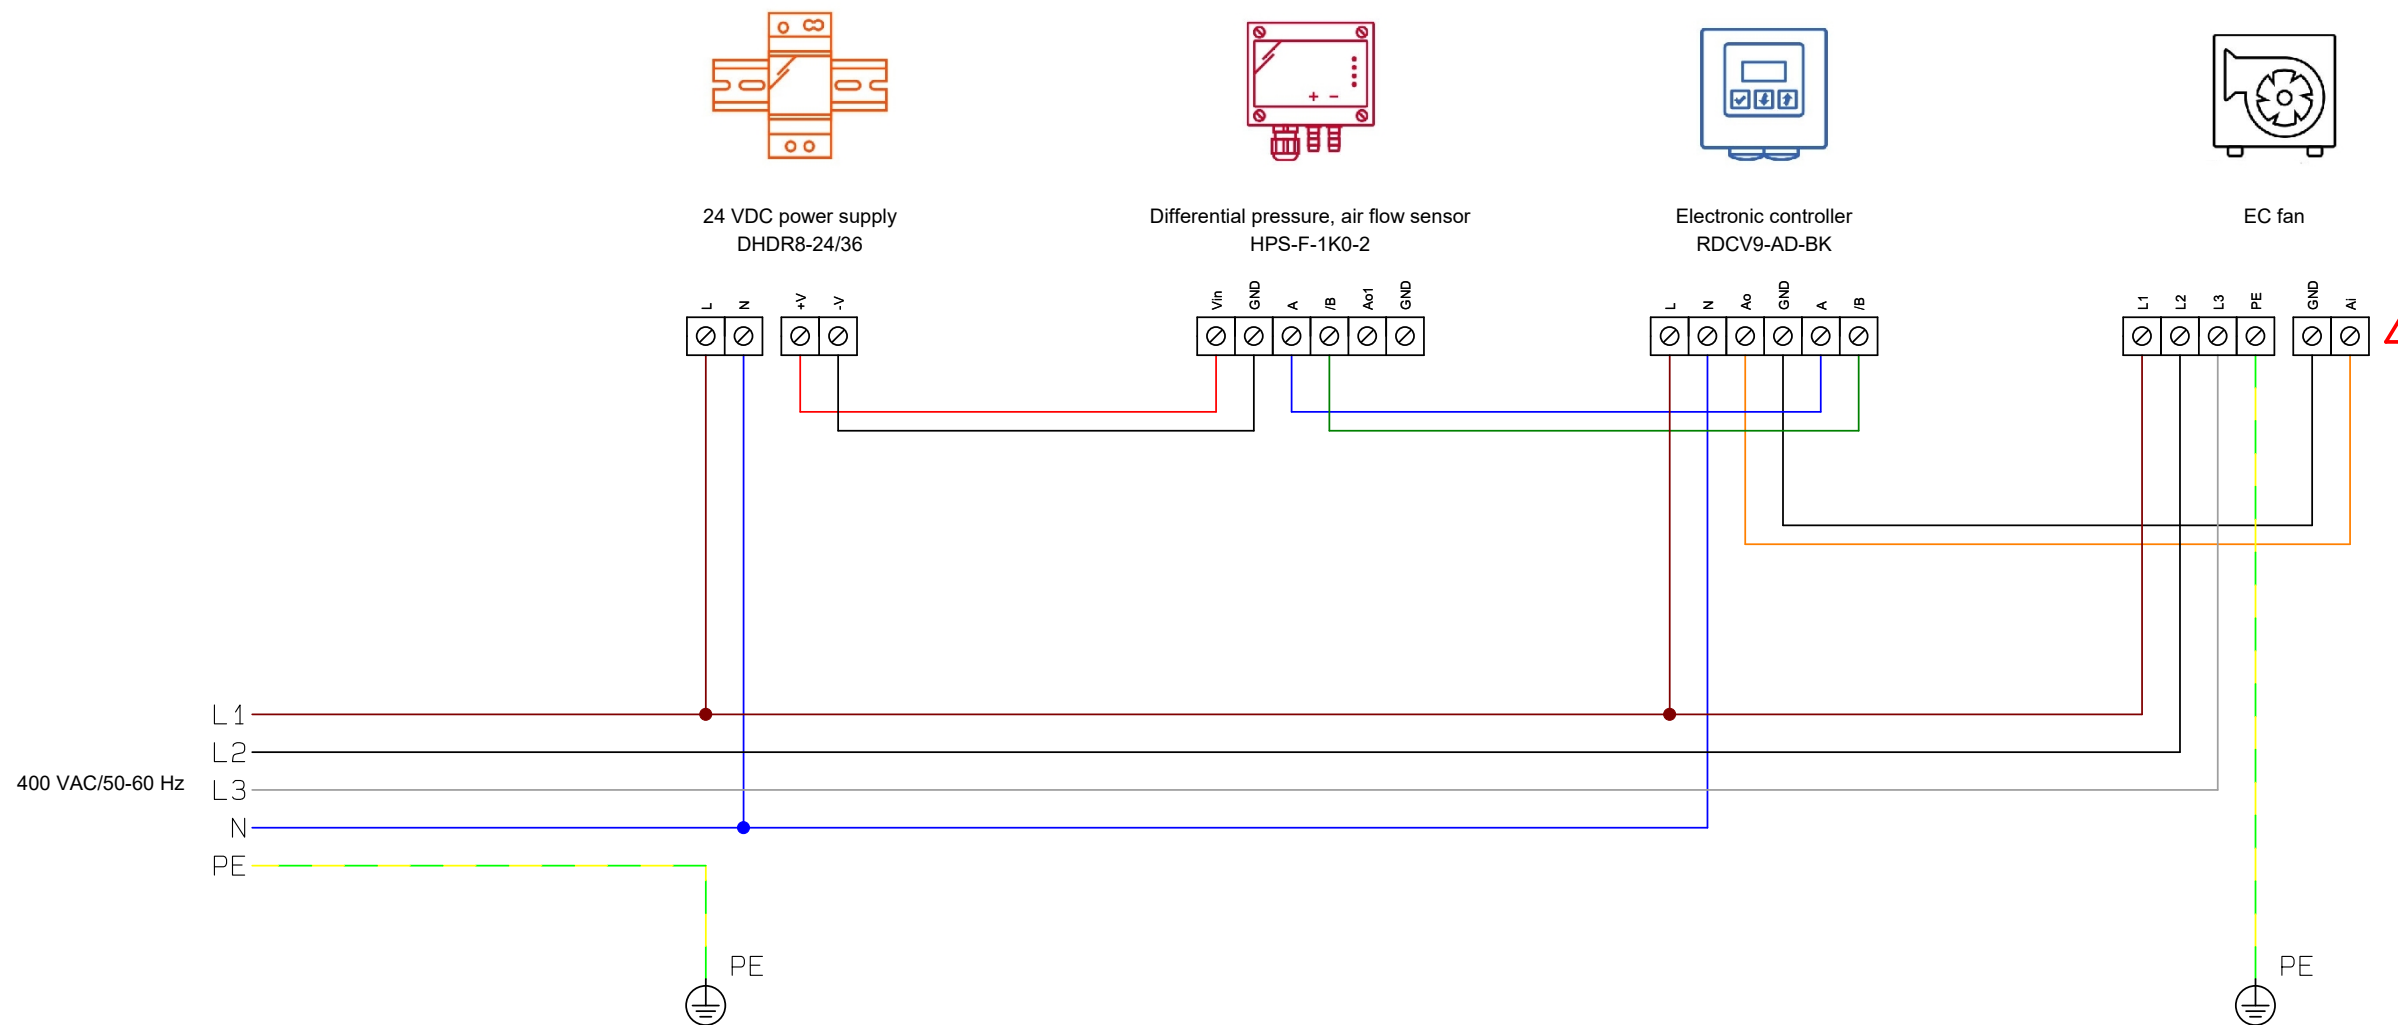 24 VDC power supply
DHDR8-24/36
Differential pressure, air flow sensor
HPS-F-1K0-2
Electronic controller
RDCV9-AD-BK
EC fan
L N +V -V
Vin GND A /B Ao1 GND
L N Ao GND A /B
L1 L2 L3 PE GND Ai
L1
L2
400 VAC/50-60 Hz
L3
N
PE
PE
PE